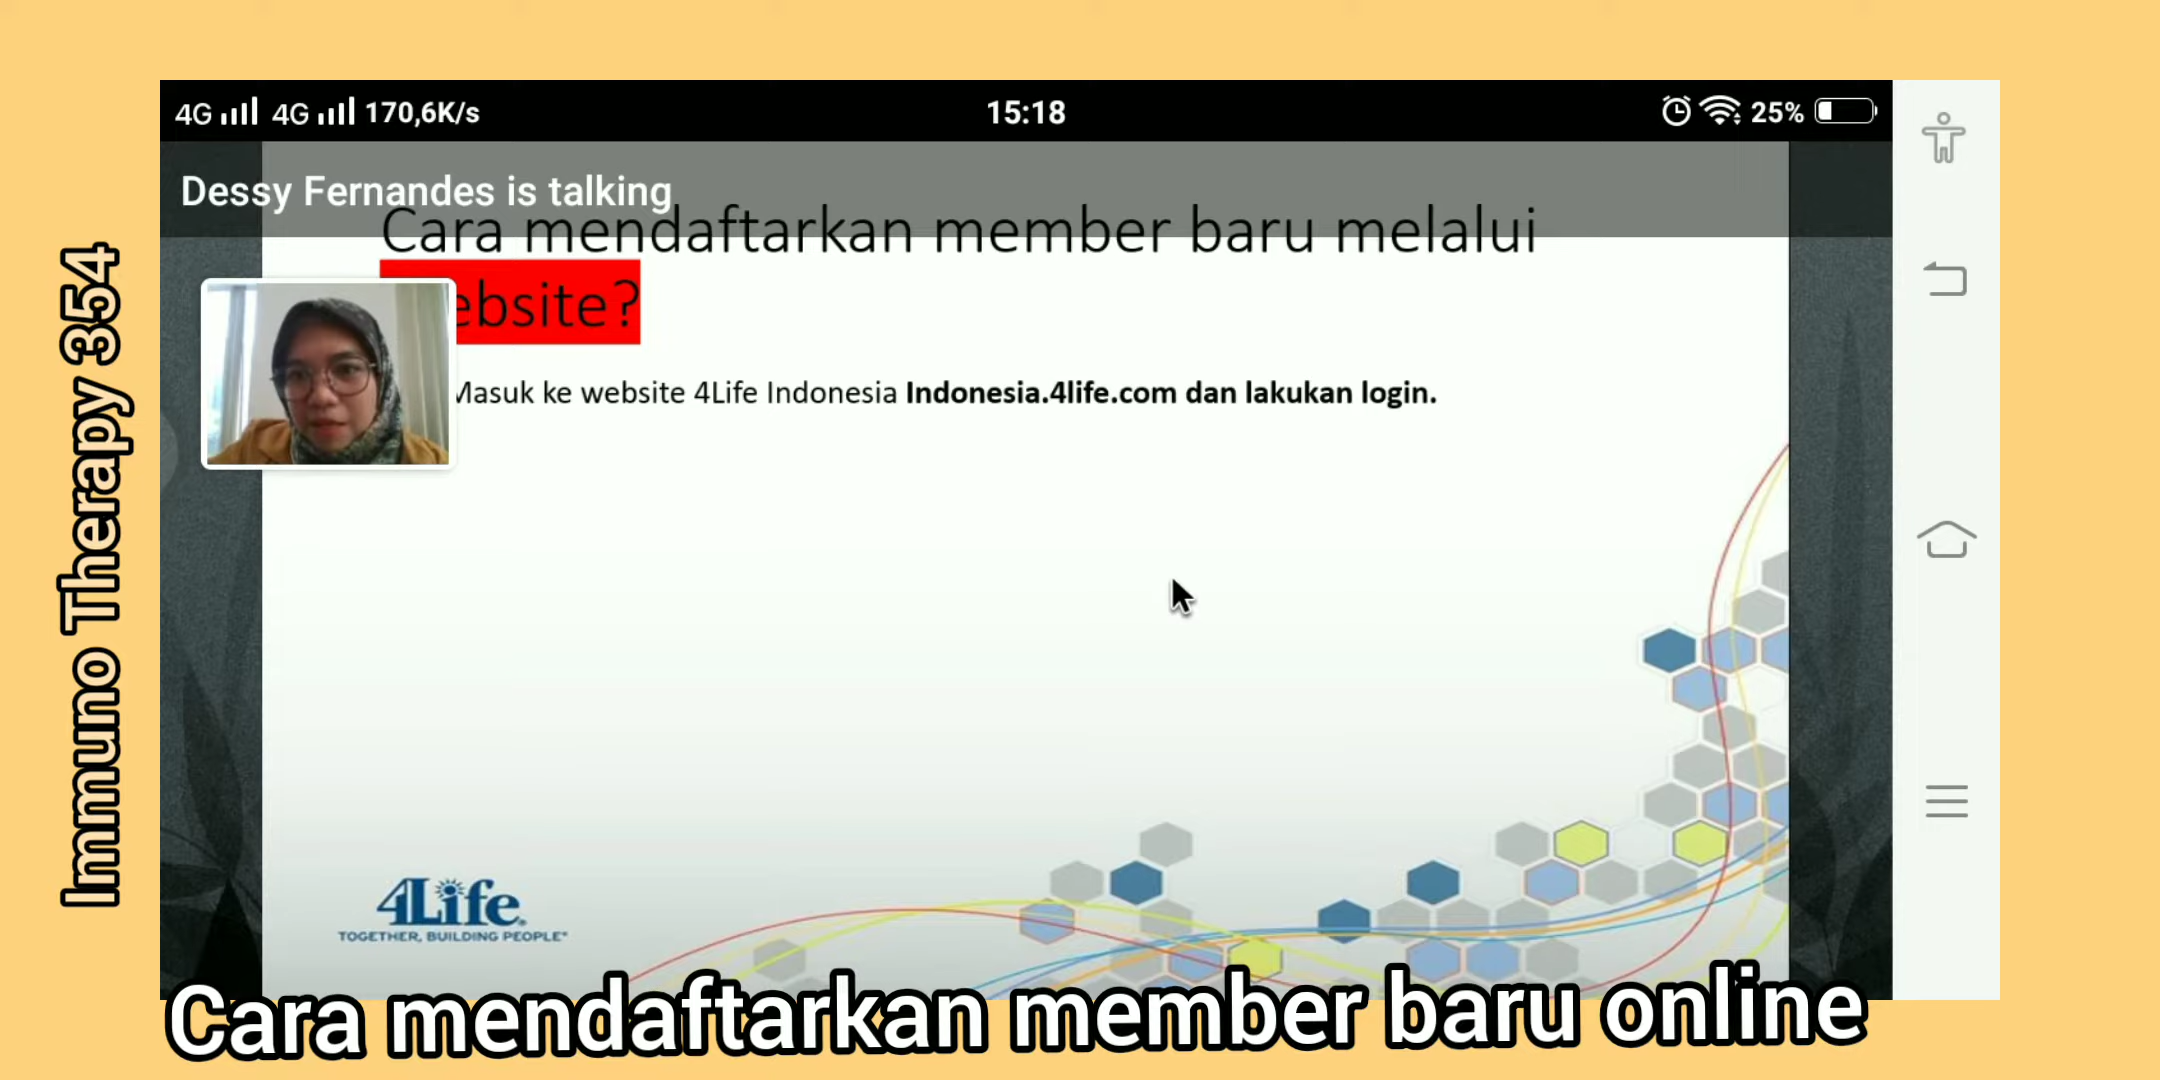 4G 4G 170,6K/s 15:18 25%
Dessy Fernandes is talking
Cara mendaftarkan member baru melalui
ebsite?
Masuk ke website 4Life Indonesia Indonesia.4life.com dan lakukan login.
4Life
TOGETHER, BUILDING PEOPLE
Immuno Therapy 354
Cara mendaftarkan member baru online